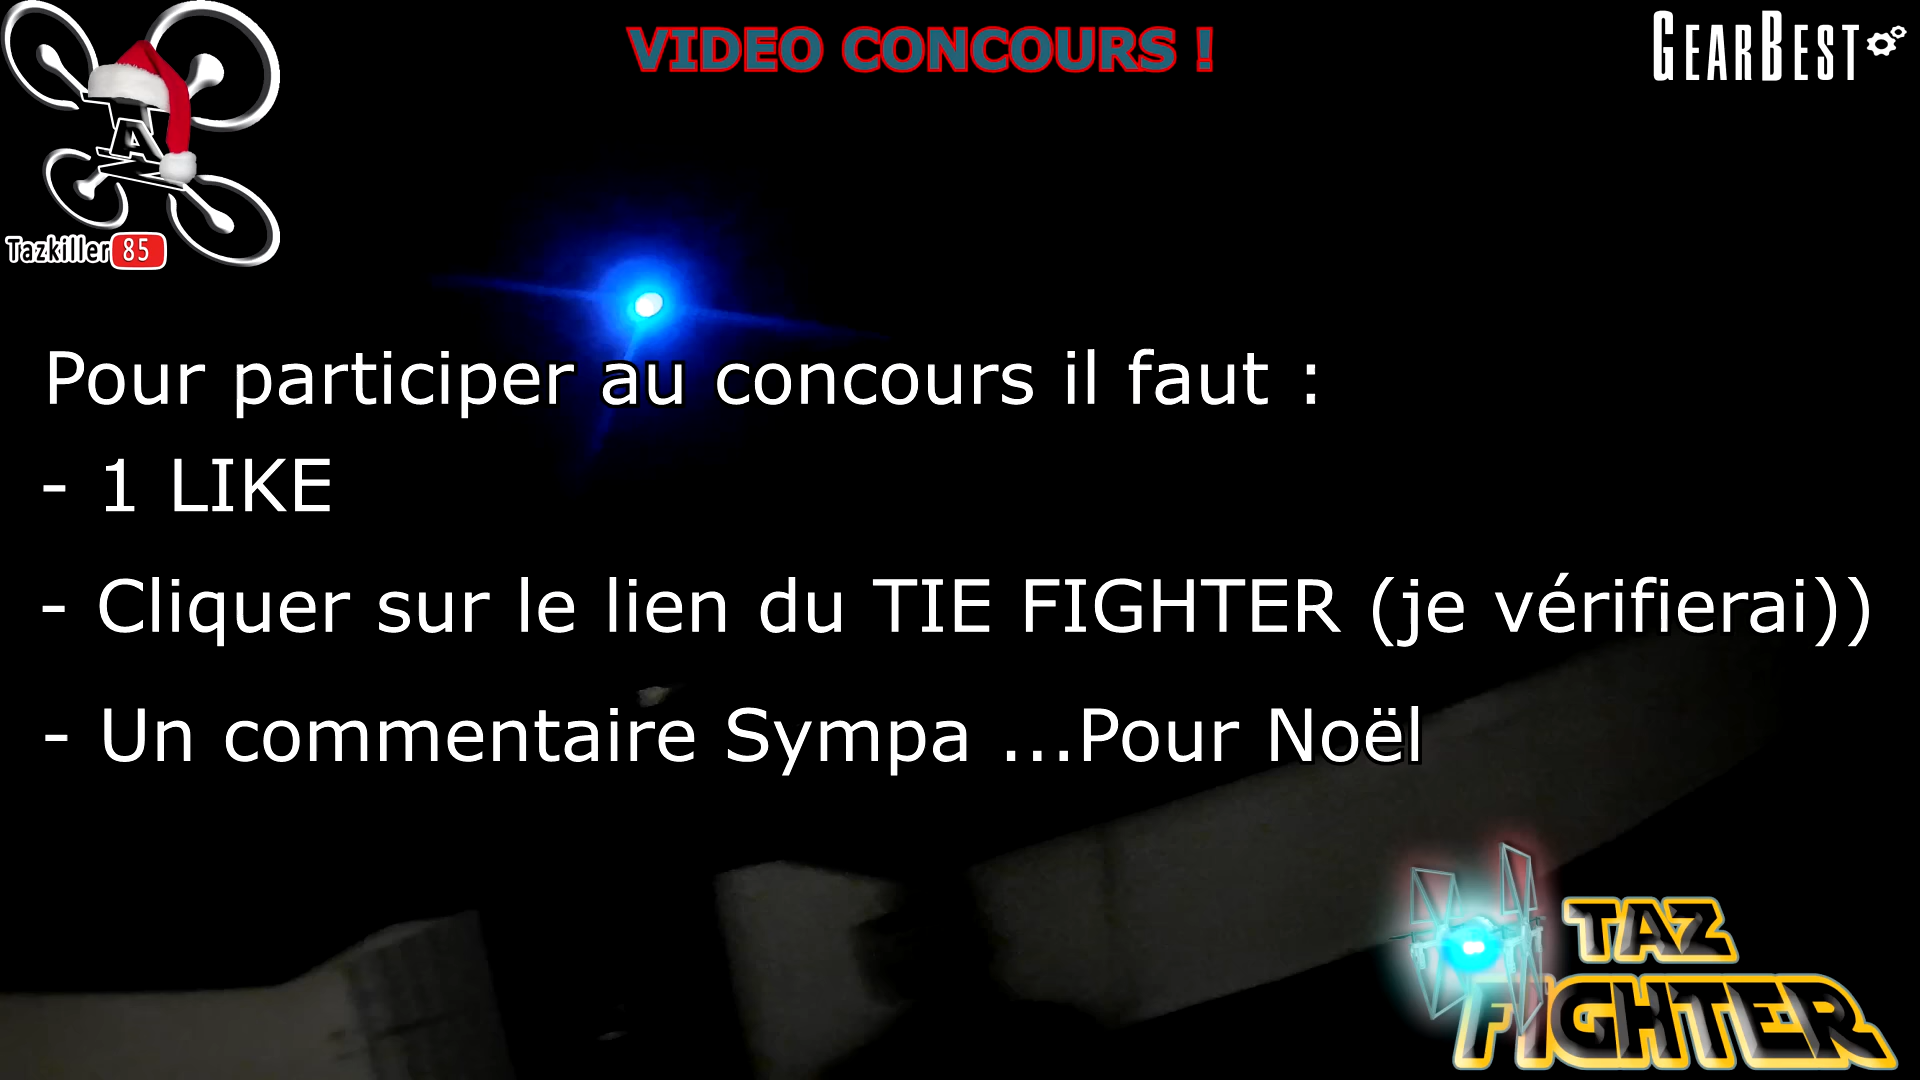 VIDEO CONCOURS !
GEARBEST
TAZ
Tazkiller 85
Pour participer au concours il faut :
- 1 LIKE
- Cliquer sur le lien du TIE FIGHTER (je vérifierai))
- Un commentaire Sympa ...Pour Noël
TAZ
FIGHTER